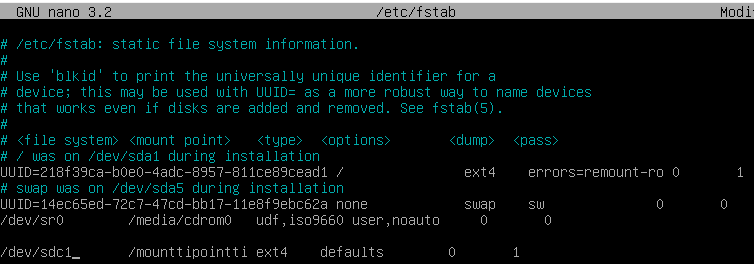 GNU nano 3.2 /etc/fstab Modi
# /etc/fstab: static file system information.
#
# Use 'blkid' to print the universally unique identifier for a
# device; this may be used with UUID= as a more robust way to name devices
# that works even if disks are added and removed. See fstab(5).
#
# <file system> <mount point> <type> <options> <dump> <pass>
# / was on /dev/sda1 during installation
UUID=218f39ca-b0e0-4adc-8957-811ce89cead1 / ext4 errors=remount-ro 0 1
# swap was on /dev/sda5 during installation
UUID=14ec65ed-72c7-47cd-bb17-11e8f9ebc62a none swap sw 0 0
/dev/sr0 /media/cdrom0 udf,iso9660 user,noauto 0 0
/dev/sdc1_ /mounttipointti ext4 defaults 0 1